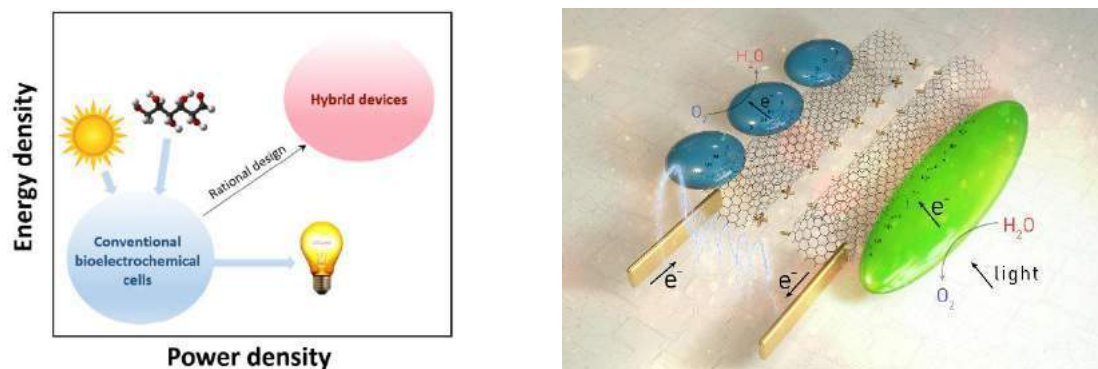 Energy density
Hybrid devices
Rational design
Conventional
bioelectrochemical
cells
Power density
H₂O
O₂
e⁻
e⁻
H₂O
O₂
light
e⁻
e⁻